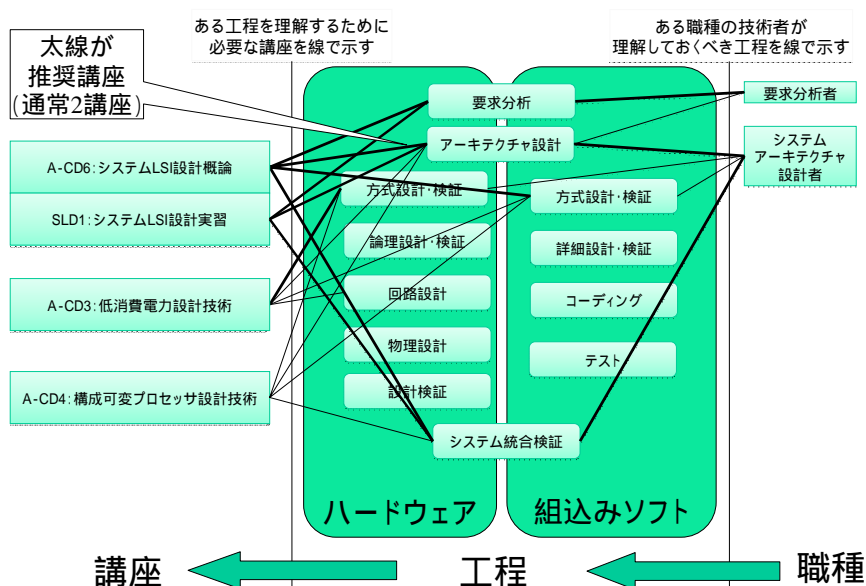 ある工程を理解するために
必要な講座を線で示す
ある職種の技術者が
理解しておくべき工程を線で示す
太線が
推奨講座
(通常2講座)
要求分析
アーキテクチャ設計
方式設計・検証
論理設計・検証
回路設計
物理設計
設計検証
方式設計・検証
詳細設計・検証
コーディング
テスト
システム統合検証
ハードウェア
組込みソフト
A-CD6:システムLSI設計概論
SLD1:システムLSI設計実習
A-CD3:低消費電力設計技術
A-CD4:構成可変プロセッサ設計技術
要求分析者
システム
アーキテクチャ
設計者
講座
工程
職種